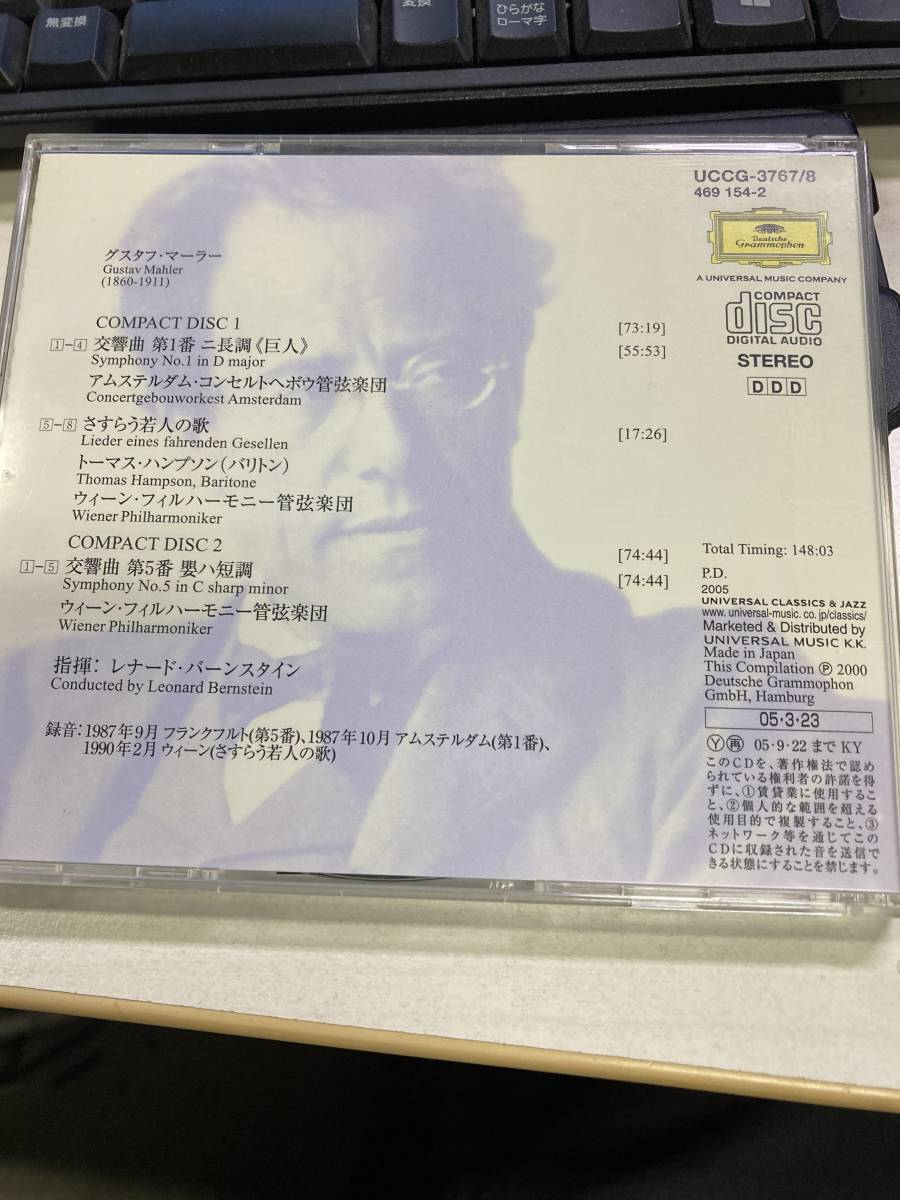 無変換
変換
ひらがな
ローマ字
グスタフ・マーラー
Gustav Mahler
(1860-1911)
COMPACT DISC 1 [73:19]
1-4 交響曲 第1番 ニ長調《巨人》 [55:53]
Symphony No.1 in D major
アムステルダム・コンセルトヘボウ管弦楽団
Concertgebouworkest Amsterdam
5-8 さすらう若人の歌 [17:26]
Lieder eines fahrenden Gesellen
トーマス・ハンプソン(バリトン)
Thomas Hampson, Baritone
ウィーン・フィルハーモニー管弦楽団
Wiener Philharmoniker
COMPACT DISC 2 [74:44]
1-5 交響曲 第5番 嬰ハ短調 [74:44]
Symphony No.5 in C sharp minor
ウィーン・フィルハーモニー管弦楽団
Wiener Philharmoniker
指揮: レナード・バーンスタイン
Conducted by Leonard Bernstein
録音:1987年9月 フランクフルト(第5番)、1987年10月 アムステルダム(第1番)、
1990年2月 ウィーン(さすらう若人の歌)
UCCG-3767/8
469 154-2
Deutsche
Grammophon
A UNIVERSAL MUSIC COMPANY
COMPACT
disc
DIGITAL AUDIO
STEREO
DDD
Total Timing: 148:03
P.D.
2005
UNIVERSAL CLASSICS & JAZZ
www.universal-music.co.jp/classics/
Marketed & Distributed by
UNIVERSAL MUSIC K.K.
Made in Japan
This Compilation ℗ 2000
Deutsche Grammophon
GmbH, Hamburg
05・3・23
Ⓨ再 05・9・22 まで KY
このCDを、著作権法で認め
られている権利者の許諾を得
ずに、①賃貸業に使用するこ
と、②個人的な範囲を超える
使用目的で複製すること、③
ネットワーク等を通じてこの
CDに収録された音を送信で
きる状態にすることを禁じます。